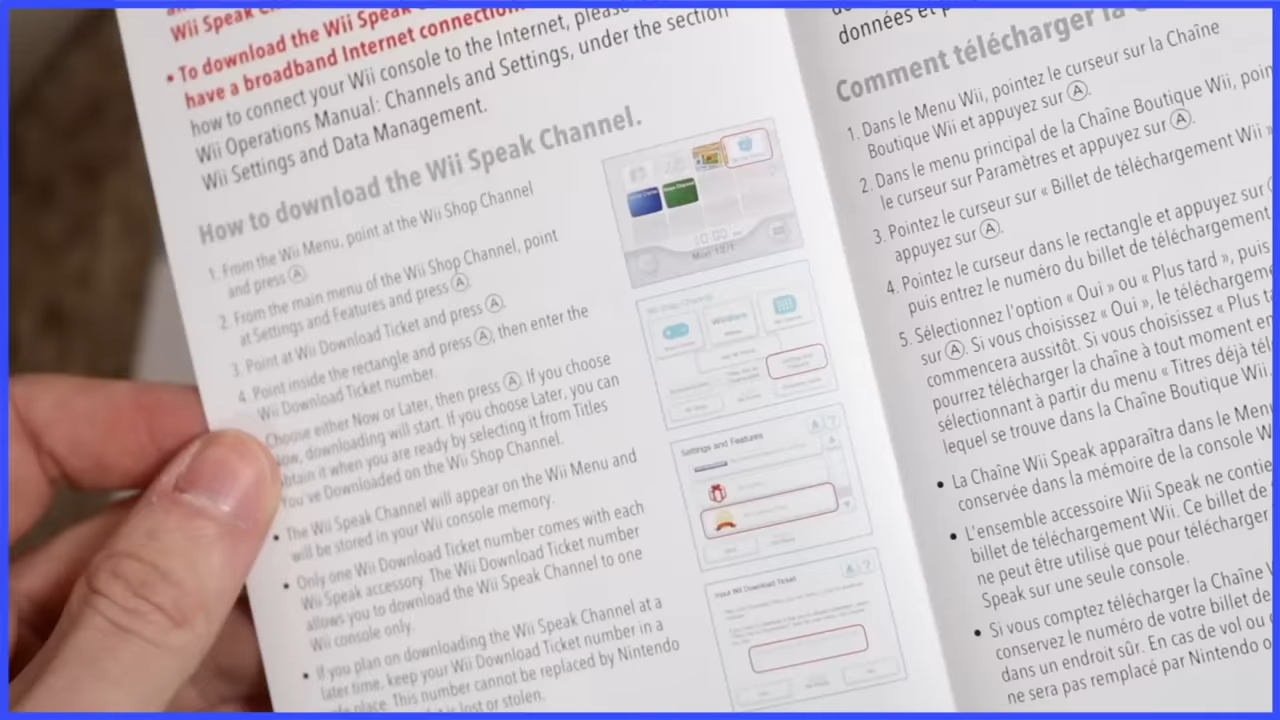 Wii Speak
• To download the Wii Speak
have a broadband Internet connection.
how to connect your Wii console to the Internet, please
Wii Operations Manual: Channels and Settings, under the section
Wii Settings and Data Management.
How to download the Wii Speak Channel.
1. From the Wii Menu, point at the Wii Shop Channel
and press Ⓐ.
2. From the main menu of the Wii Shop Channel, point
at Settings and Features and press Ⓐ.
3. Point at Wii Download Ticket and press Ⓐ.
4. Point inside the rectangle and press Ⓐ, then enter the
Wii Download Ticket number.
Choose either Now or Later, then press Ⓐ. If you choose
Now, downloading will start. If you choose Later, you can
obtain it when you are ready by selecting it from Titles
You've Downloaded on the Wii Shop Channel.
• The Wii Speak Channel will appear on the Wii Menu and
will be stored in your Wii console memory.
• Only one Wii Download Ticket number comes with each
Wii Speak accessory. The Wii Download Ticket number
allows you to download the Wii Speak Channel to one
Wii console only.
• If you plan on downloading the Wii Speak Channel at a
later time, keep your Wii Download Ticket number in a
safe place. This number cannot be replaced by Nintendo
it is lost or stolen.
10:00
Wii Shop Channel
WiiWare
Settings and Features
Input Wii Download Ticket
données et
Comment télécharger la
1. Dans le Menu Wii, pointez le curseur sur la Chaîne
Boutique Wii et appuyez sur Ⓐ.
2. Dans le menu principal de la Chaîne Boutique Wii,
le curseur sur Paramètres et appuyez sur Ⓐ.
3. Pointez le curseur sur « Billet de téléchargement Wii »
appuyez sur Ⓐ.
4. Pointez le curseur dans le rectangle et appuyez sur
puis entrez le numéro du billet de téléchargement
5. Sélectionnez l'option « Oui » ou « Plus tard », puis
sur Ⓐ. Si vous choisissez « Oui », le
commencera aussitôt. Si vous choisissez « Plus
pourrez télécharger la chaîne à tout moment en
sélectionnant à partir du menu « Titres déjà
lequel se trouve dans la Chaîne Boutique Wii.
• La Chaîne Wii Speak apparaîtra dans le Menu
conservée dans la mémoire de la console
• L'ensemble accessoire Wii Speak ne
billet de téléchargement Wii. Ce billet de
ne peut être utilisé que pour télécharger
Speak sur une seule console.
• Si vous comptez télécharger la Chaîne
conservez le numéro de votre billet de
dans un endroit sûr. En cas de vol ou
ne sera pas remplacé par Nintendo